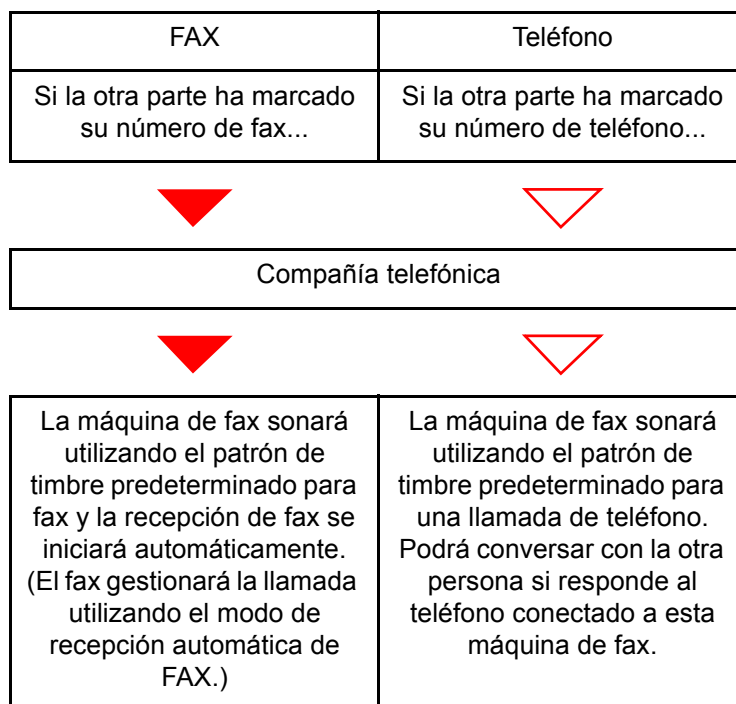 FAX
Teléfono
Si la otra parte ha marcado
su número de fax...
Si la otra parte ha marcado
su número de teléfono...
Compañía telefónica
La máquina de fax sonará
utilizando el patrón de
timbre predeterminado para
fax y la recepción de fax se
iniciará automáticamente.
(El fax gestionará la llamada
utilizando el modo de
recepción automática de
FAX.)
La máquina de fax sonará
utilizando el patrón de
timbre predeterminado para
una llamada de teléfono.
Podrá conversar con la otra
persona si responde al
teléfono conectado a esta
máquina de fax.